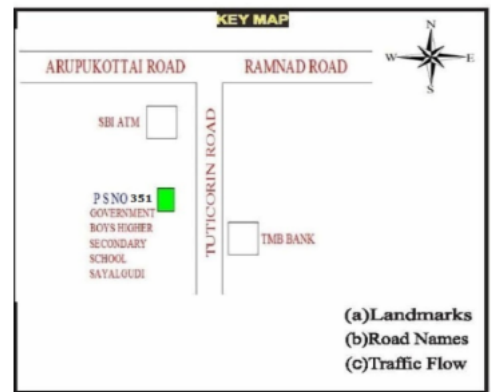 KEY MAP
N
W E
S
ARUPUKOTTAI ROAD RAMNAD ROAD
SBI ATM
TUTICORIN ROAD
P S NO 351
GOVERNMENT
BOYS HIGHER
SECONDARY
SCHOOL
SAYALGUDI
TMB BANK
(a)Landmarks
(b)Road Names
(c)Traffic Flow